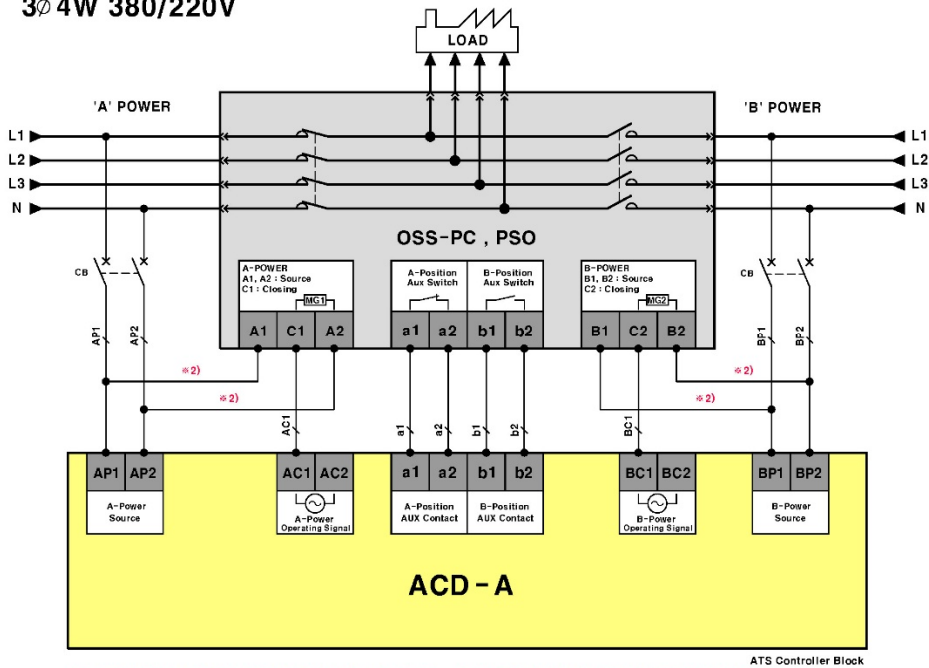 3∅ 4W 380/220V
LOAD
'A' POWER
'B' POWER
L1
L1
L2
L2
L3
L3
N
N
OSS-PC , PSO
CB
CB
A-POWER
A1, A2 : Source
C1 : Closing
MG1
A-Position
Aux Switch
B-Position
Aux Switch
B-POWER
B1, B2 : Source
C2 : Closing
MG2
A1 C1 A2
a1 a2 b1 b2
B1 C2 B2
AP1
AP2
BP1
BP2
※2)
※2)
※2)
※2)
AC1
a1
a2
b1
b2
BC1
AP1 AP2
AC1 AC2
a1 a2 b1 b2
BC1 BC2
BP1 BP2
A-Power
Source
A-Power
Operating Signal
A-Position
AUX Contact
B-Position
AUX Contact
B-Power
Operating Signal
B-Power
Source
ACD - A
ATS Controller Block